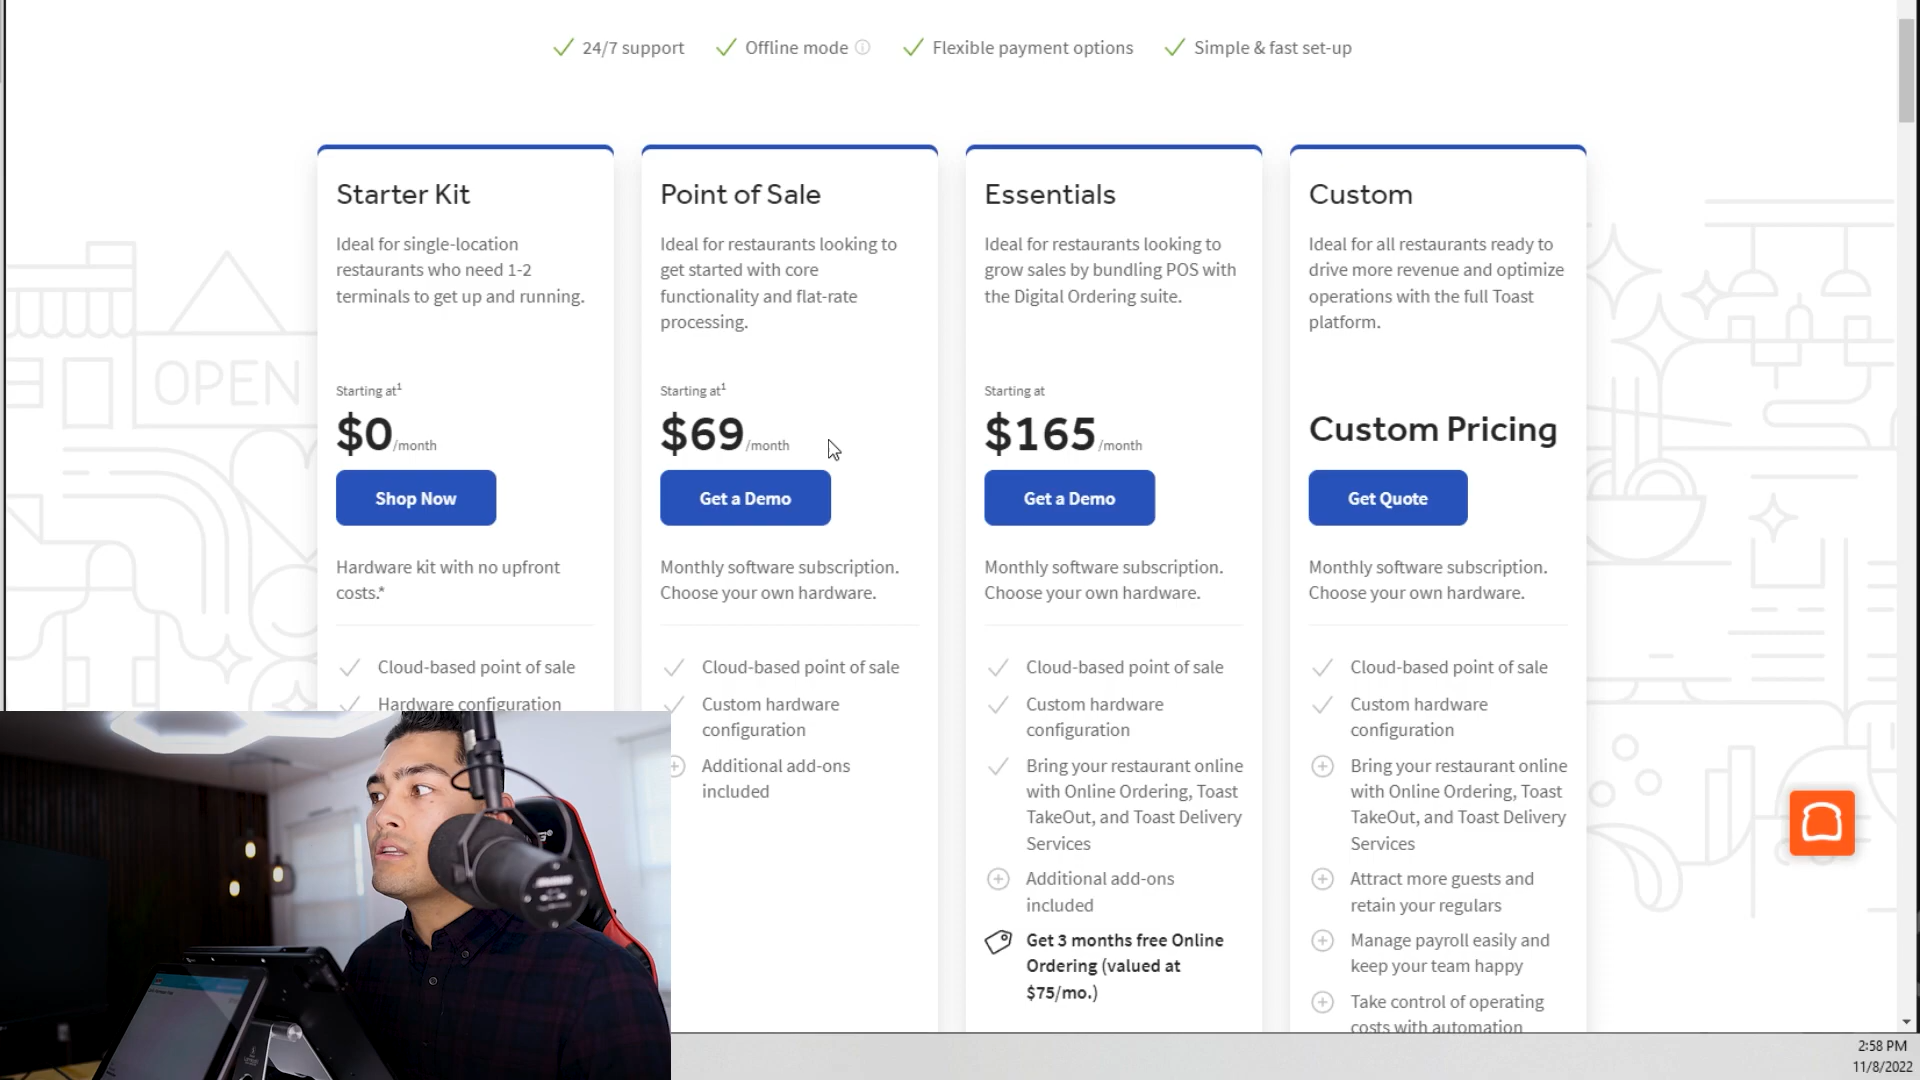 24/7 support
Offline mode
Flexible payment options
Simple & fast set-up
OPEN
Starter Kit
Ideal for single-location
restaurants who need 1-2
terminals to get up and running.
Starting at¹
$0/month
Shop Now
Hardware kit with no upfront
costs.*
Cloud-based point of sale
Hardware configuration
Point of Sale
Ideal for restaurants looking to
get started with core
functionality and flat-rate
processing.
Starting at¹
$69/month
Get a Demo
Monthly software subscription.
Choose your own hardware.
Cloud-based point of sale
Custom hardware
configuration
Additional add-ons
included
Essentials
Ideal for restaurants looking to
grow sales by bundling POS with
the Digital Ordering suite.
Starting at
$165/month
Get a Demo
Monthly software subscription.
Choose your own hardware.
Cloud-based point of sale
Custom hardware
configuration
Bring your restaurant online
with Online Ordering, Toast
TakeOut, and Toast Delivery
Services
Additional add-ons
included
Get 3 months free Online
Ordering (valued at
$75/mo.)
Custom
Ideal for all restaurants ready to
drive more revenue and optimize
operations with the full Toast
platform.
Custom Pricing
Get Quote
Monthly software subscription.
Choose your own hardware.
Cloud-based point of sale
Custom hardware
configuration
Bring your restaurant online
with Online Ordering, Toast
TakeOut, and Toast Delivery
Services
Attract more guests and
retain your regulars
Manage payroll easily and
keep your team happy
Take control of operating
costs with automation
2:58 PM
11/8/2022